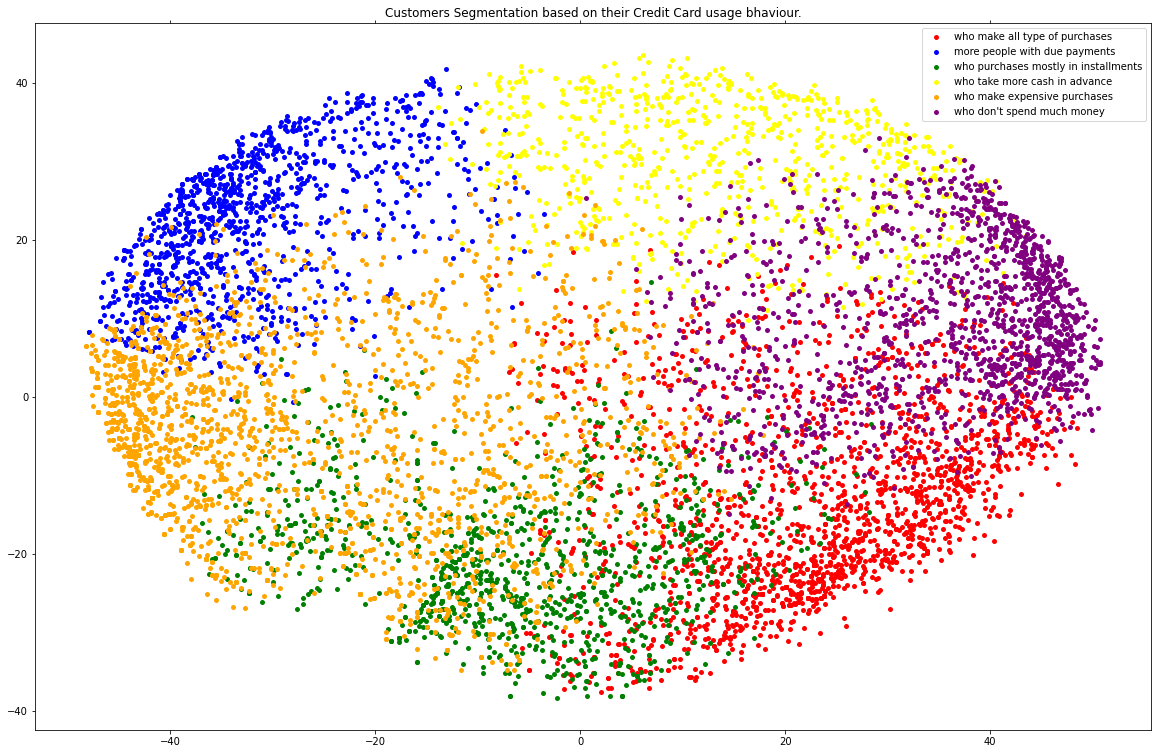 Customers Segmentation based on their Credit Card usage bhaviour.
who make all type of purchases
more people with due payments
who purchases mostly in installments
who take more cash in advance
who make expensive purchases
who don't spend much money
40
20
0
−20
−40
−40 −20 0 20 40